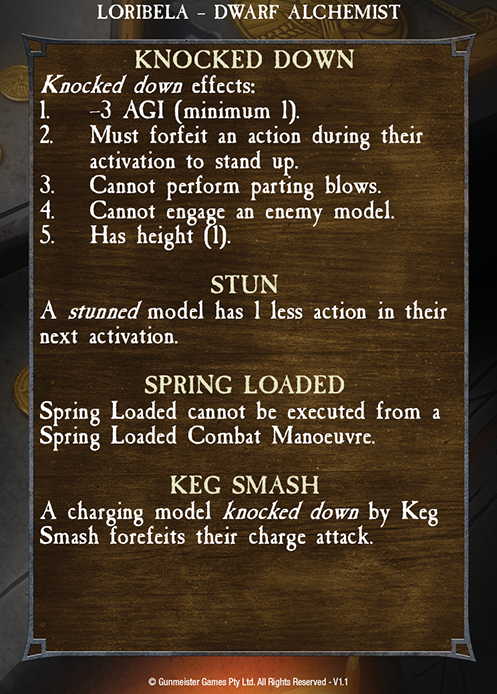 LORIBELA – DWARF ALCHEMIST
KNOCKED DOWN
Knocked down effects:
1. –3 AGI (minimum 1).
2. Must forfeit an action during their
activation to stand up.
3. Cannot perform parting blows.
4. Cannot engage an enemy model.
5. Has height (1).
STUN
A stunned model has 1 less action in their
next activation.
SPRING LOADED
Spring Loaded cannot be executed from a
Spring Loaded Combat Manoeuvre.
KEG SMASH
A charging model knocked down by Keg
Smash forefeits their charge attack.
© Gunmeister Games Pty Ltd. All Rights Reserved - V1.1